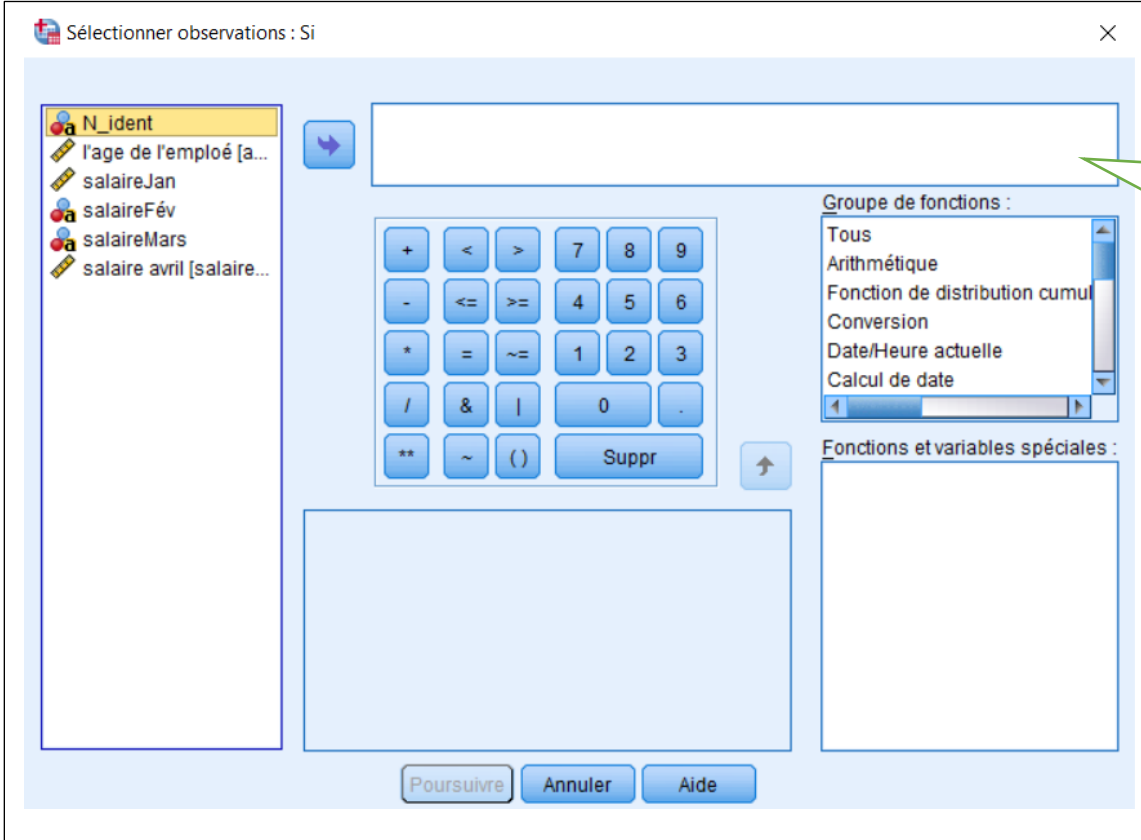 Sélectionner observations : Si
N_ident
l'age de l'emploé [a...
salaireJan
salaireFév
salaireMars
salaire avril [salaire...
+ < > 7 8 9
- <= >= 4 5 6
* = ~= 1 2 3
/ & | 0 .
** ~ ( ) Suppr
Groupe de fonctions :
Tous
Arithmétique
Fonction de distribution cumul
Conversion
Date/Heure actuelle
Calcul de date
Fonctions et variables spéciales :
Poursuivre Annuler Aide